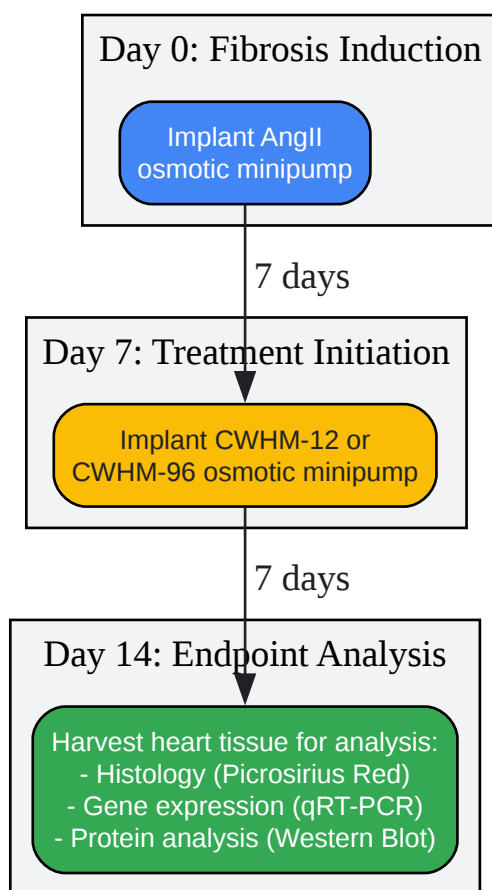 Day 0: Fibrosis Induction
Implant AngII
osmotic minipump
7 days
Day 7: Treatment Initiation
Implant CWHM-12 or
CWHM-96 osmotic minipump
7 days
Day 14: Endpoint Analysis
Harvest heart tissue for analysis:
- Histology (Picrosirius Red)
- Gene expression (qRT-PCR)
- Protein analysis (Western Blot)